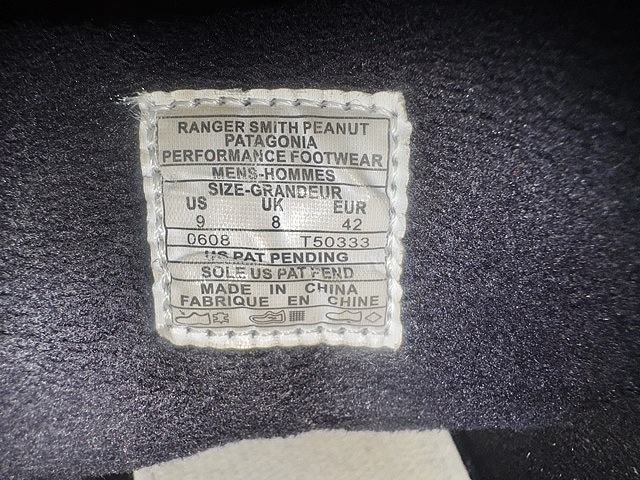 RANGER SMITH PEANUT
PATAGONIA
PERFORMANCE FOOTWEAR
MENS-HOMMES
SIZE-GRANDEUR
US UK EUR
9 8 42
0608 T50333
US PAT PENDING
SOLE US PAT PEND
MADE IN CHINA
FABRIQUE EN CHINE